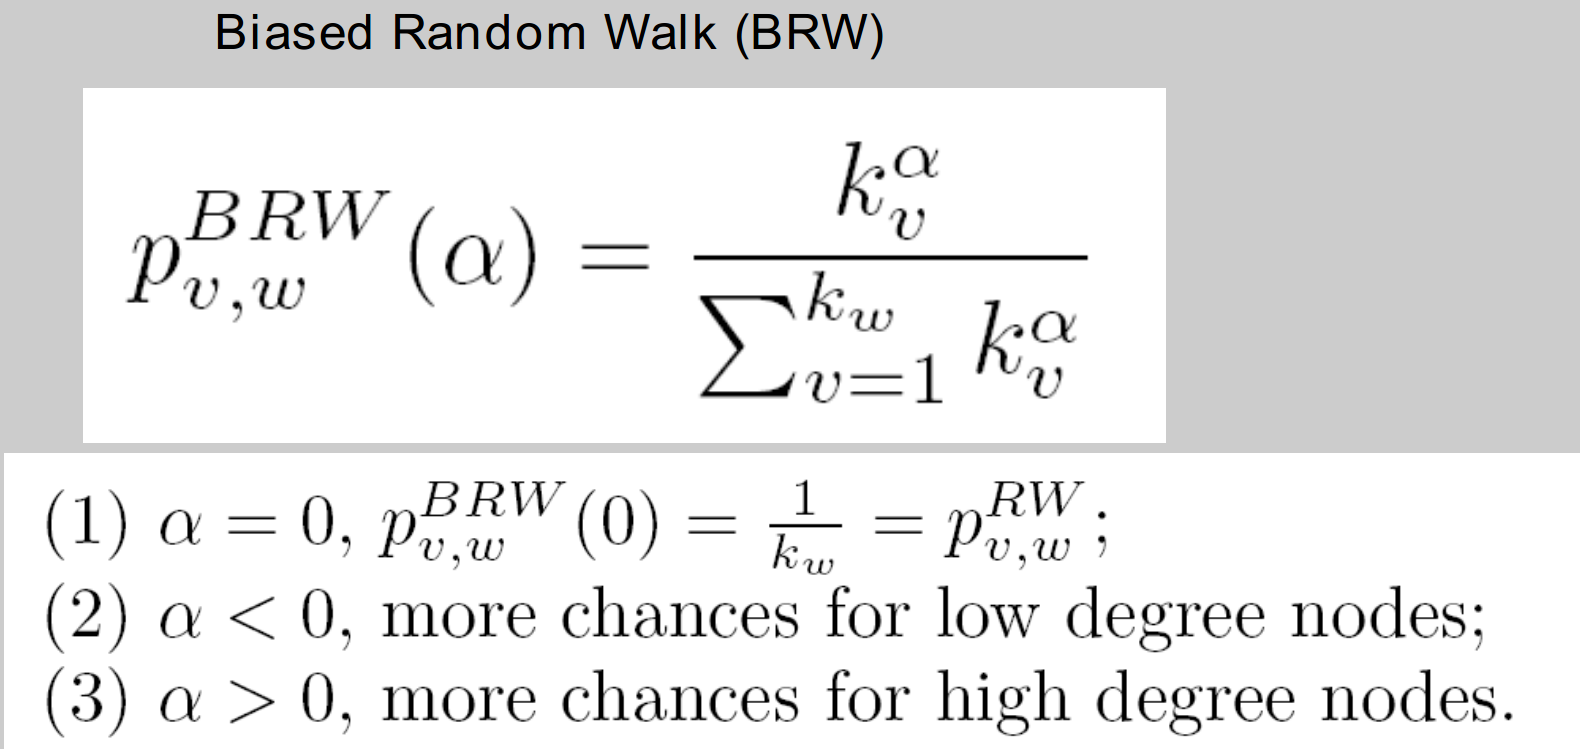 Biased Random Walk (BRW)
$p_{v,w}^{BRW}(\alpha) = \frac{k_v^{\alpha}}{\sum_{v=1}^{k_w} k_v^{\alpha}}$
(1) $\alpha = 0$, $p_{v,w}^{BRW}(0) = \frac{1}{k_w} = p_{v,w}^{RW}$;
(2) $\alpha < 0$, more chances for low degree nodes;
(3) $\alpha > 0$, more chances for high degree nodes.